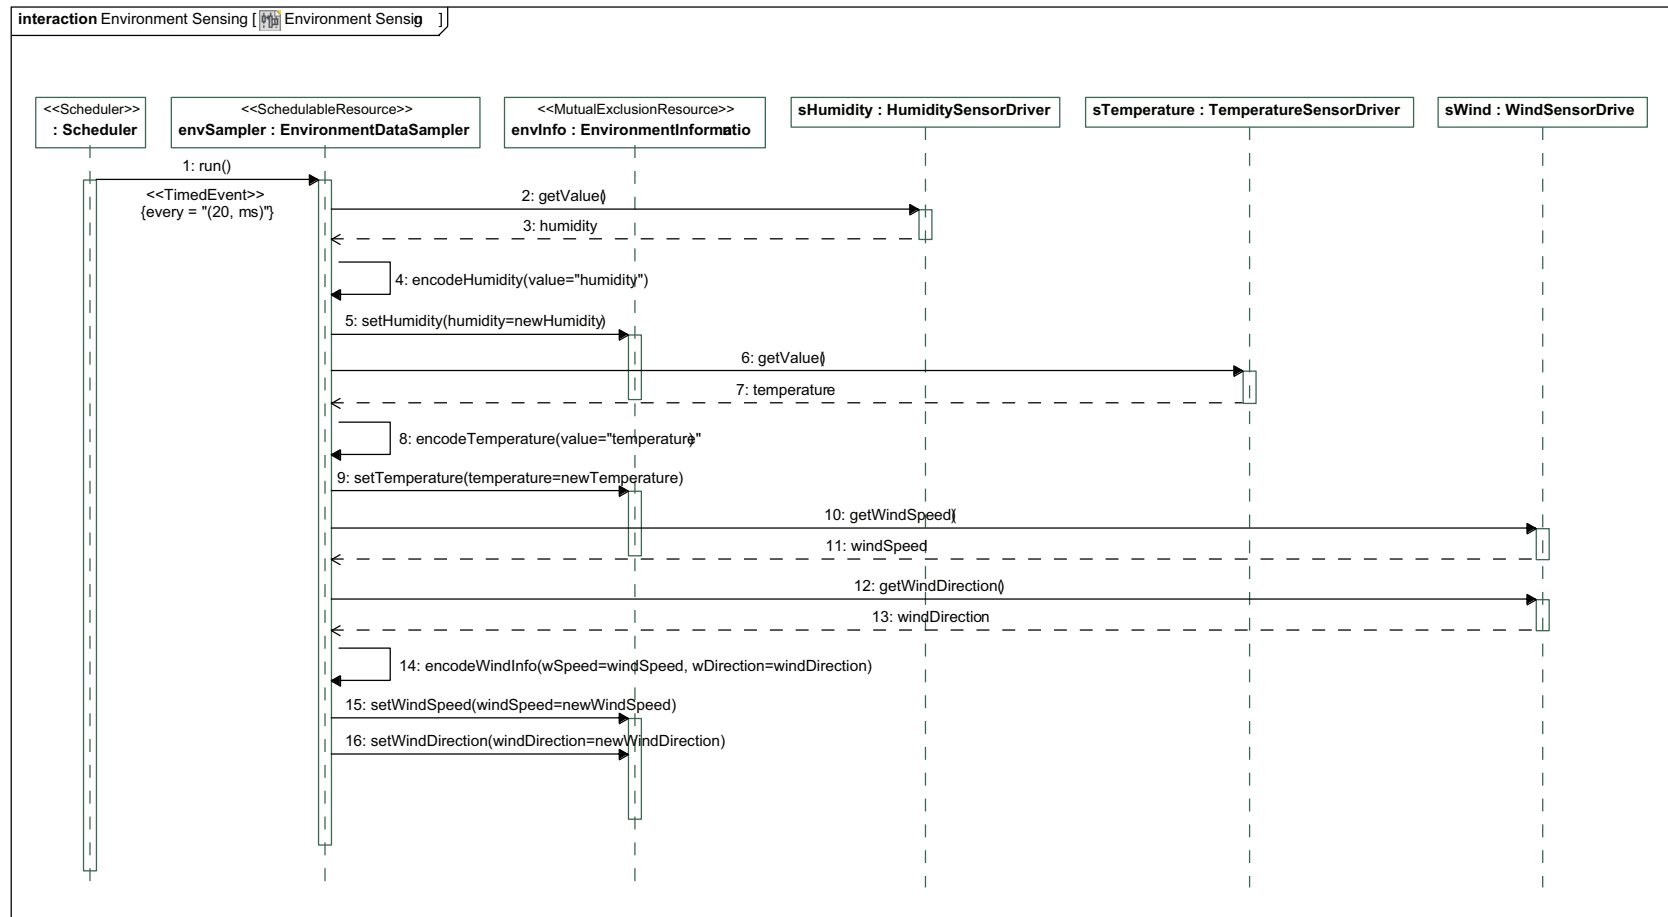 interaction Environment Sensing [ Environment Sensing ]
<<Scheduler>>
: Scheduler
<<SchedulableResource>>
envSampler : EnvironmentDataSampler
<<MutualExclusionResource>>
envInfo : EnvironmentInformatio
sHumidity : HumiditySensorDriver
sTemperature : TemperatureSensorDriver
sWind : WindSensorDrive
1: run()
<<TimedEvent>>
{every = "(20, ms)"}
2: getValue()
3: humidity
4: encodeHumidity(value="humidity")
5: setHumidity(humidity=newHumidity)
6: getValue()
7: temperature
8: encodeTemperature(value="temperature")
9: setTemperature(temperature=newTemperature)
10: getWindSpeed()
11: windSpeed
12: getWindDirection()
13: windDirection
14: encodeWindInfo(wSpeed=windSpeed, wDirection=windDirection)
15: setWindSpeed(windSpeed=newWindSpeed)
16: setWindDirection(windDirection=newWindDirection)